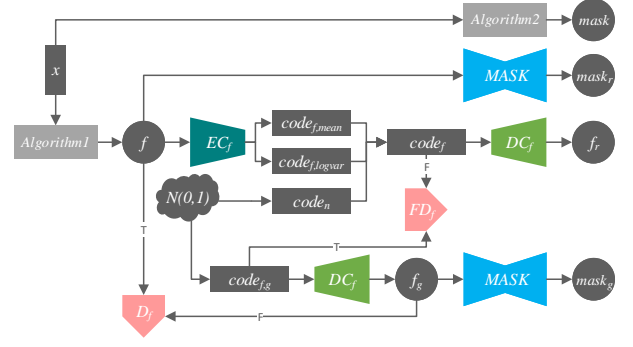 Algorithm2
mask
x
MASK
mask_r
Algorithm1
f
EC_f
code_f,mean
code_f,logvar
code_f
DC_f
f_r
F
N(0,1)
code_n
FD_f
T
T
code_f,g
DC_f
f_g
MASK
mask_g
D_f
F